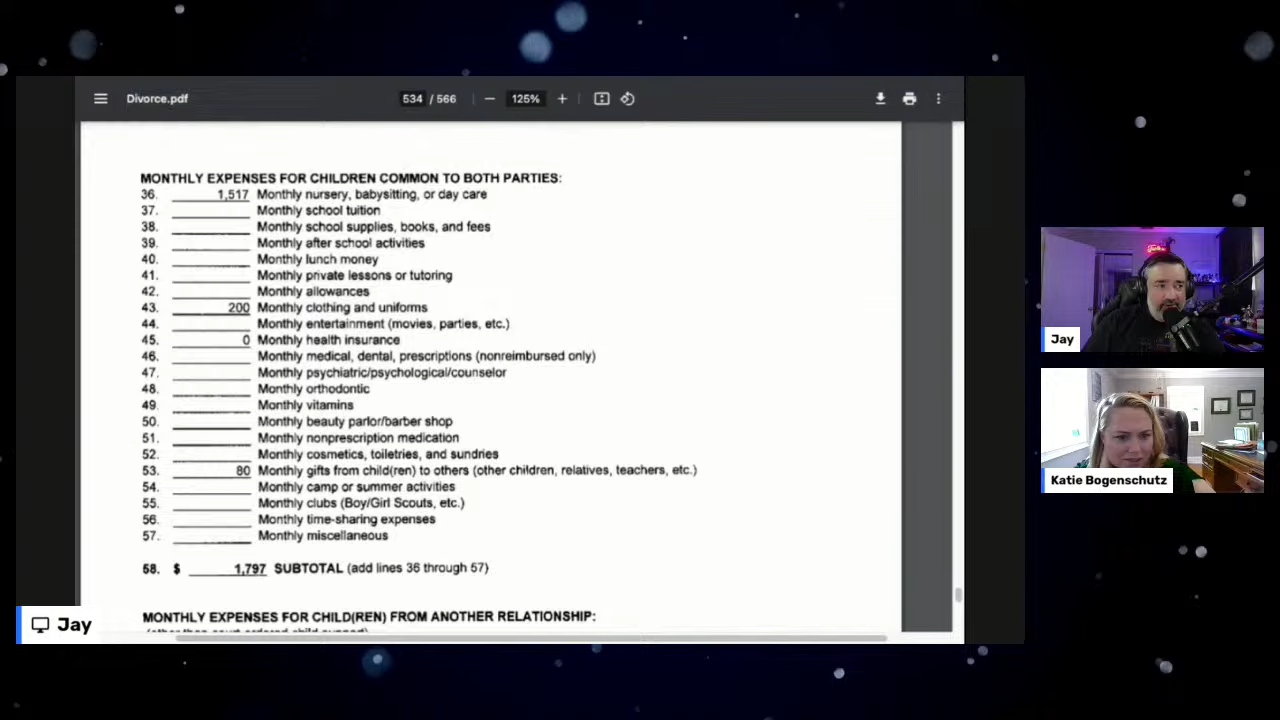 Divorce.pdf
534 / 566
125%
MONTHLY EXPENSES FOR CHILDREN COMMON TO BOTH PARTIES:
36. 1,517 Monthly nursery, babysitting, or day care
37. Monthly school tuition
38. Monthly school supplies, books, and fees
39. Monthly after school activities
40. Monthly lunch money
41. Monthly private lessons or tutoring
42. Monthly allowances
43. 200 Monthly clothing and uniforms
44. Monthly entertainment (movies, parties, etc.)
45. 0 Monthly health insurance
46. Monthly medical, dental, prescriptions (nonreimbursed only)
47. Monthly psychiatric/psychological/counselor
48. Monthly orthodontic
49. Monthly vitamins
50. Monthly beauty parlor/barber shop
51. Monthly nonprescription medication
52. Monthly cosmetics, toiletries, and sundries
53. 80 Monthly gifts from child(ren) to others (other children, relatives, teachers, etc.)
54. Monthly camp or summer activities
55. Monthly clubs (Boy/Girl Scouts, etc.)
56. Monthly time-sharing expenses
57. Monthly miscellaneous
58. $ 1,797 SUBTOTAL (add lines 36 through 57)
MONTHLY EXPENSES FOR CHILD(REN) FROM ANOTHER RELATIONSHIP:
(other than court-ordered child support)
Jay
Jay
Katie Bogenschutz